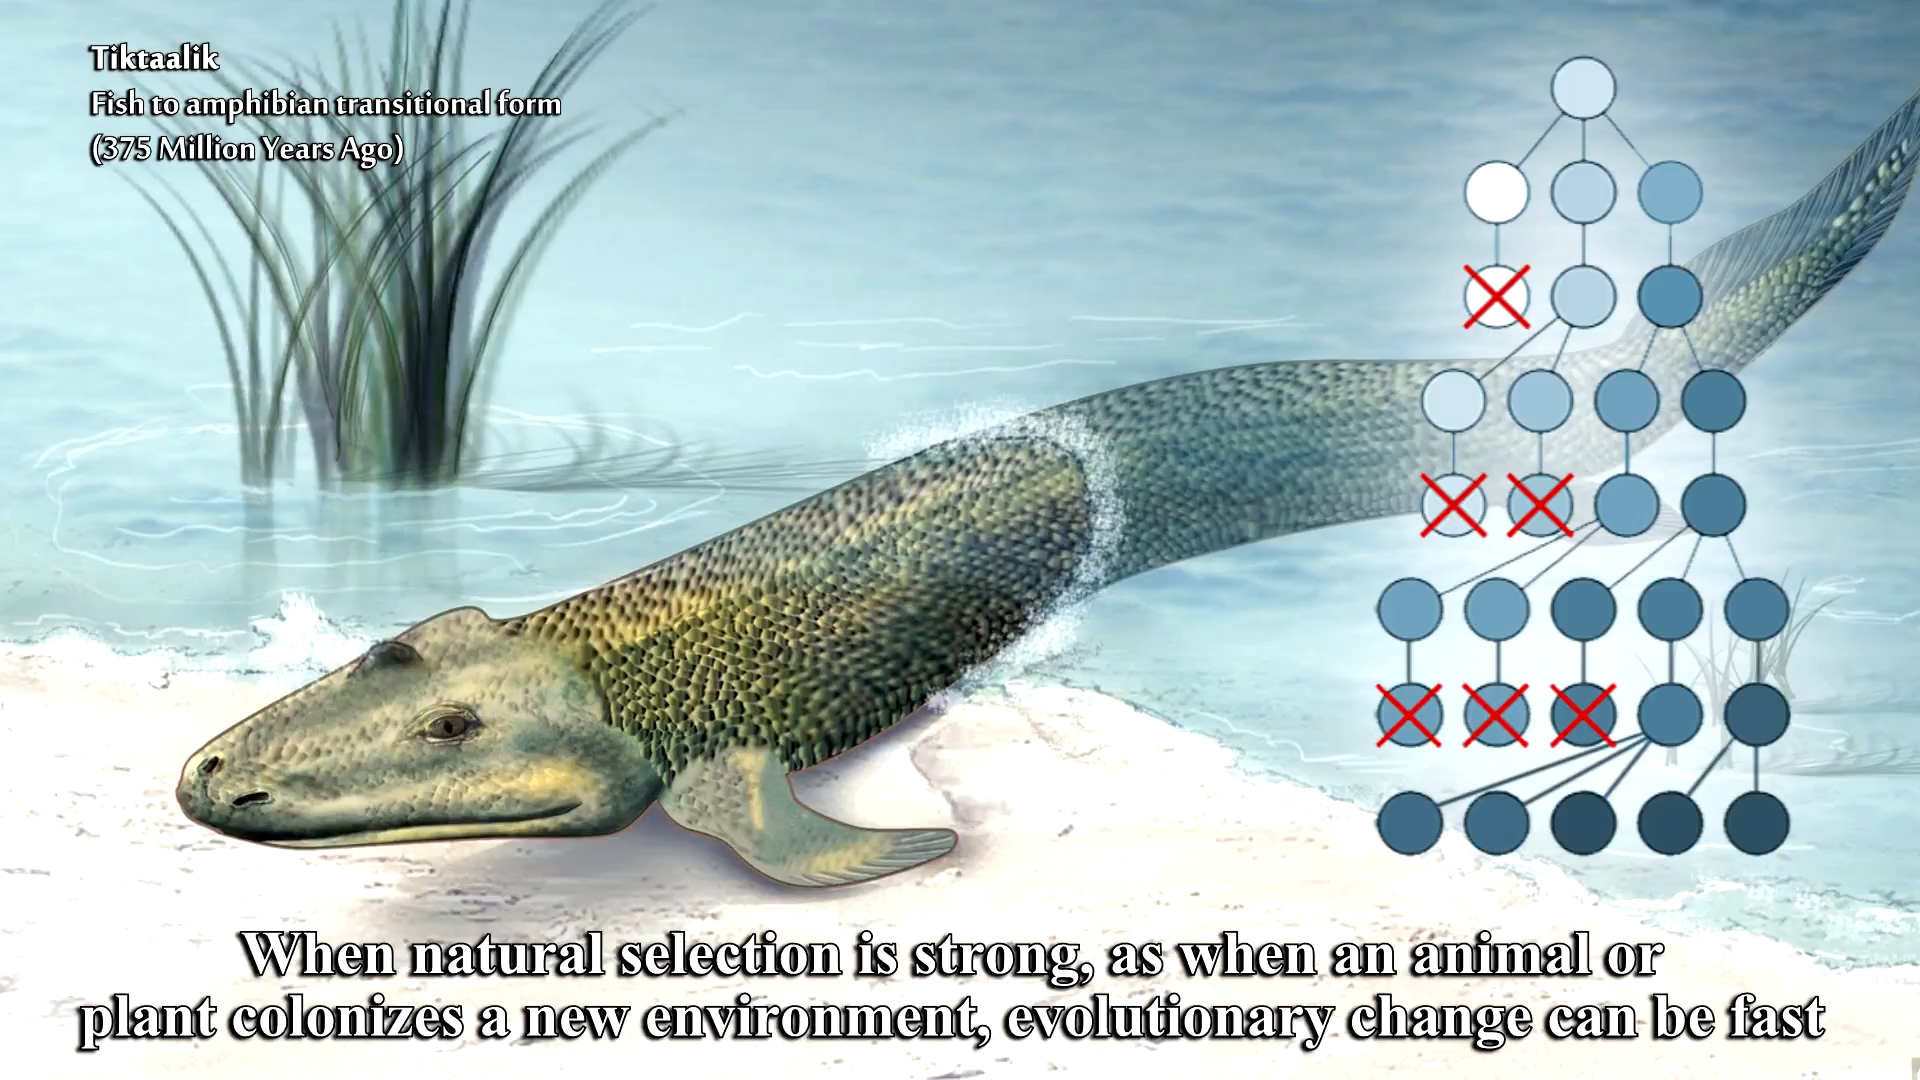 Tiktaalik
Fish to amphibian transitional form
(375 Million Years Ago)
When natural selection is strong, as when an animal or
plant colonizes a new environment, evolutionary change can be fast